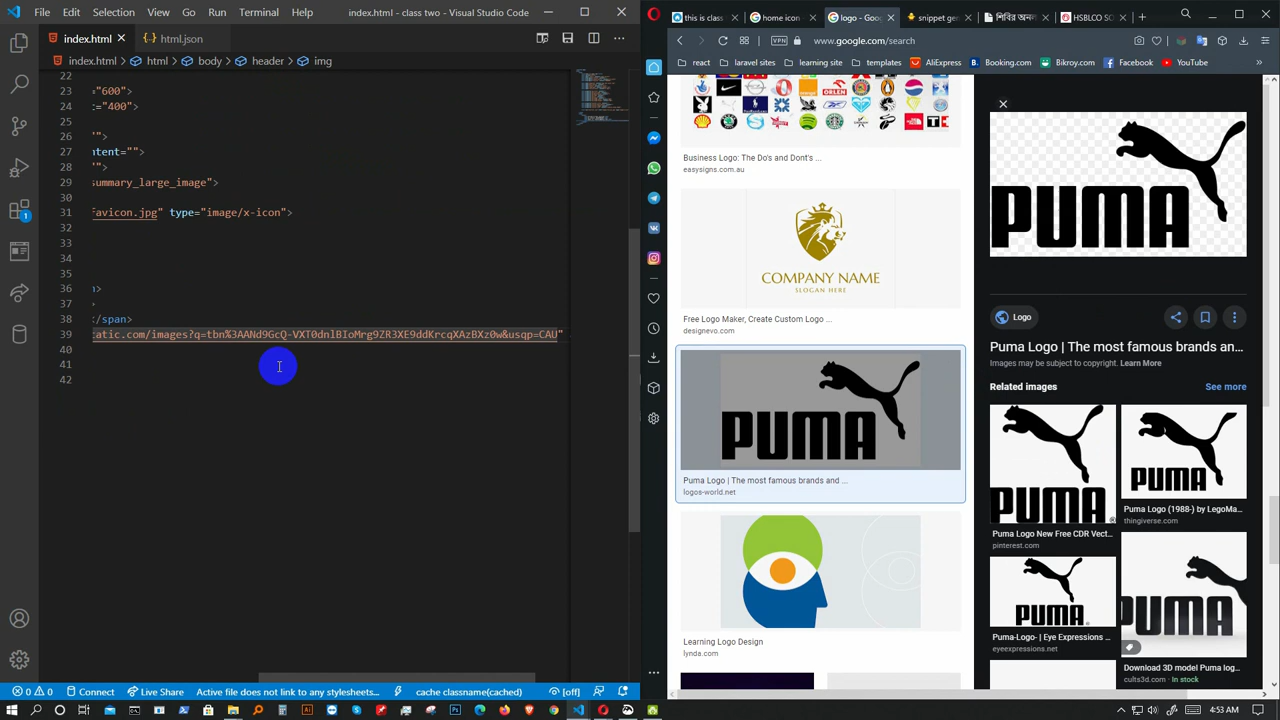 File Edit Selection View Go Run Terminal Help index.html - class two - Visual Studio Code
index.html
html.json
index.html > html > body > header > img
22
23 ="600">
24 ="400">
25
26 "">
27 ntent="">
28 "">
29 summary_large_image">
30
31 Favicon.jpg" type="image/x-icon">
32
33
34
35
36 >
37 >
38 </span>
39 tatic.com/images?q=tbn%3AANd9GcQ-VXT0dnlBIoMrg9ZR3XE9ddKrcqXAzBXz0w&usqp=CAU"
40
41
42
1
0 0 Connect Live Share Active file does not link to any stylesheets... cache classname(cached) [off]
this is class
home icon
logo - Goo
snippet ge
HSBLCO SC
VPN
www.google.com/search
react
laravel sites
learning site
templates
AliExpress
Booking.com
Bikroy.com
Facebook
YouTube
ORLEN
Reebok
Business Logo: The Do's and Dont's ...
easysigns.com.au
COMPANY NAME
SLOGAN HERE
Free Logo Maker, Create Custom Logo ...
designevo.com
PUMA
Puma Logo | The most famous brands and ...
logos-world.net
Learning Logo Design
lynda.com
PUMA
Logo
Puma Logo | The most famous brands an...
Images may be subject to copyright. Learn More
Related images See more
PUMA
Puma Logo New Free CDR Vect...
pinterest.com
PUMA
Puma Logo (1988-) by LegoMa...
thingiverse.com
PUMA
Puma-Logo- | Eye Expressions ...
eyeexpressions.net
PUMA
Download 3D model Puma log...
cults3d.com - In stock
4:53 AM